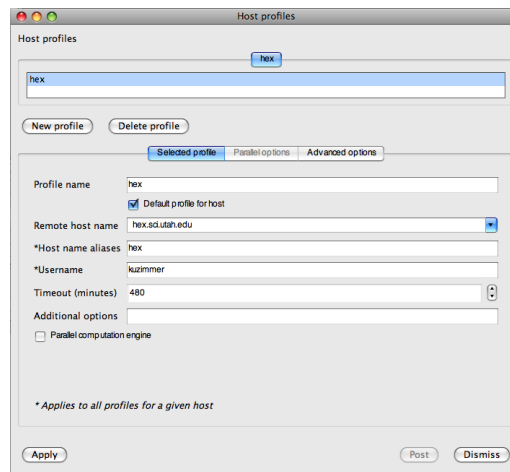 Host profiles
Host profiles
hex
hex
New profile Delete profile
Selected profile Parallel options Advanced options
Profile name hex
Default profile for host
Remote host name hex.sci.utah.edu
*Host name aliases hex
*Username kuzimmer
Timeout (minutes) 480
Additional options
Parallel computation engine
* Applies to all profiles for a given host
Apply Post Dismiss